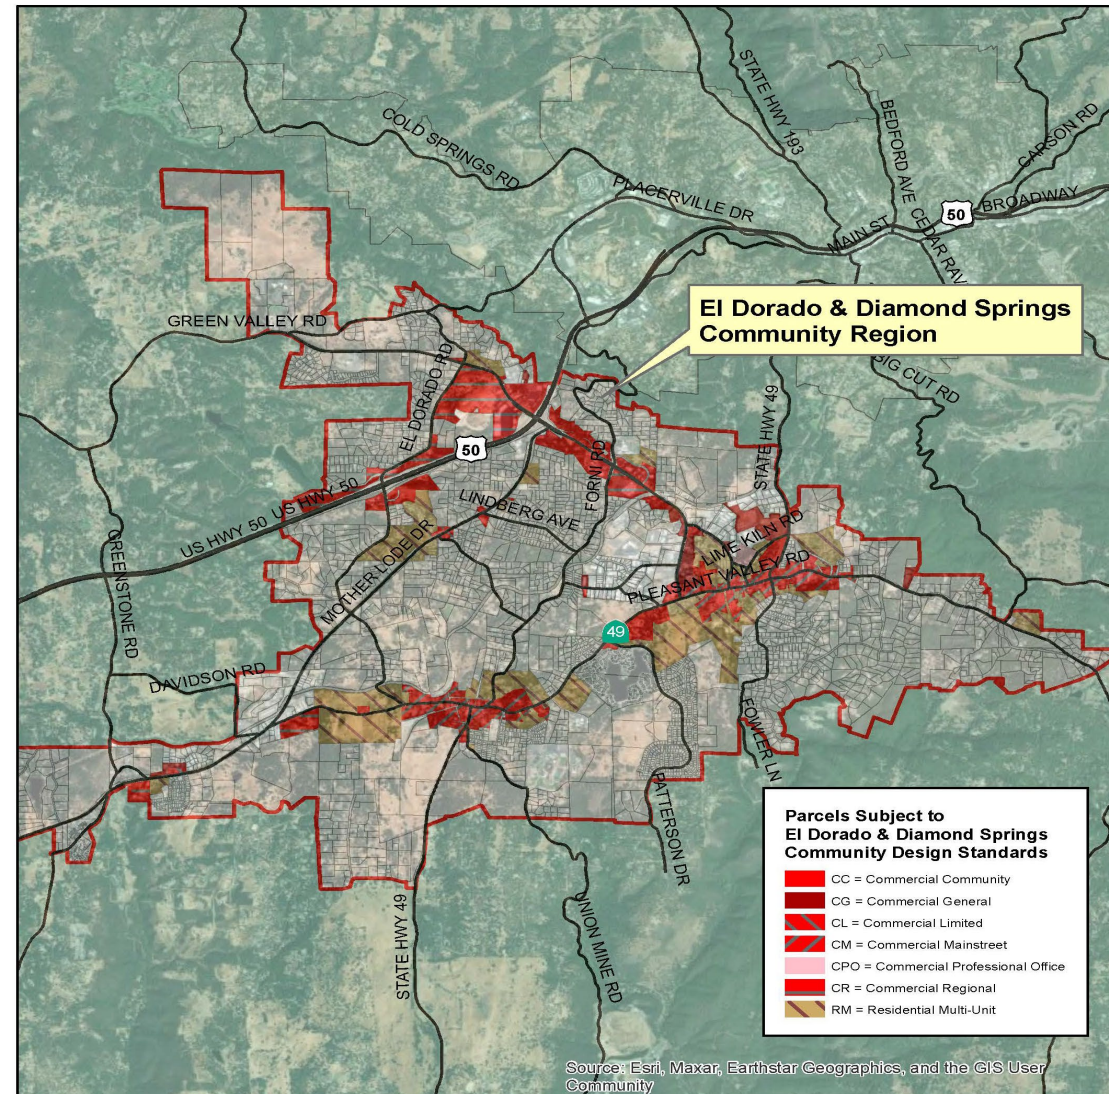 COLD SPRINGS RD
STATE HWY 193
BEDFORD AVE
CARSON RD
PLACERVILLE DR
MAIN ST
50
BROADWAY
CEDAR RAV
El Dorado & Diamond Springs
Community Region
GREEN VALLEY RD
EL DORADO RD
BIG CUT RD
STATE HWY 49
50
US HWY 50 US HWY 50
FORNI RD
LINDBERG AVE
LIME KILN RD
GREENSTONE RD
MOTHER LODE DR
PLEASANT VALLEY RD
49
DAVIDSON RD
FOWLER LN
PATTERSON DR
STATE HWY 49
UNION MINE RD
Parcels Subject to
El Dorado & Diamond Springs
Community Design Standards
CC = Commercial Community
CG = Commercial General
CL = Commercial Limited
CM = Commercial Mainstreet
CPO = Commercial Professional Office
CR = Commercial Regional
RM = Residential Multi-Unit
Source: Esri, Maxar, Earthstar Geographics, and the GIS User
Community